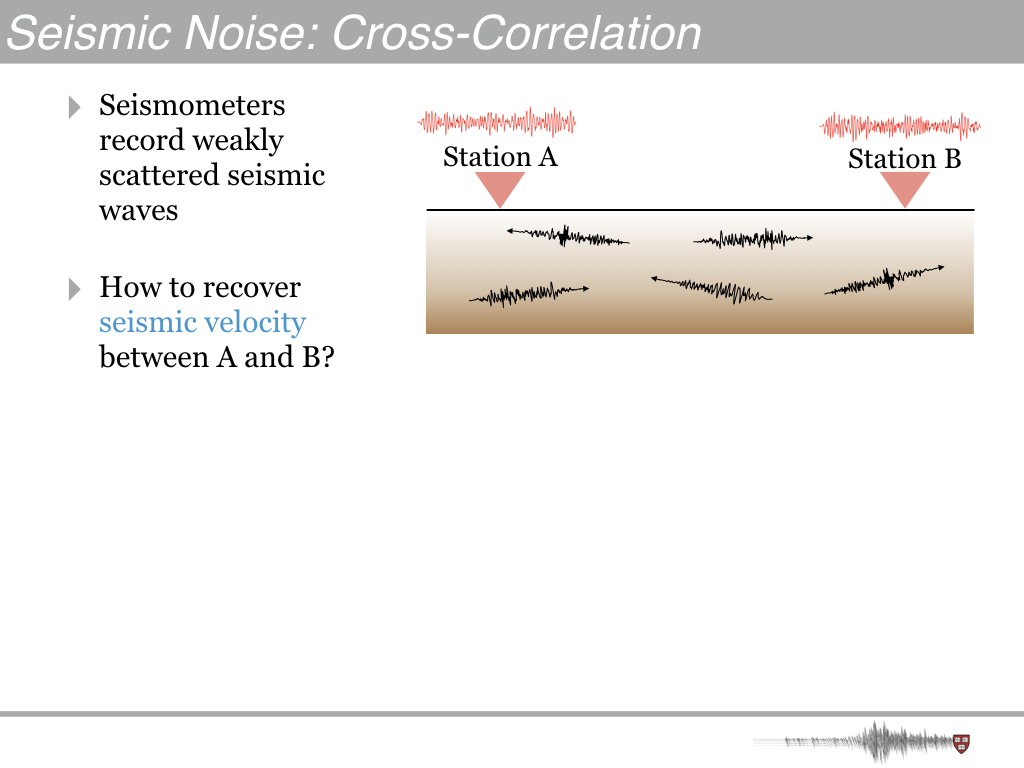 Seismic Noise: Cross-Correlation
Seismometers
record weakly
scattered seismic
waves
How to recover
seismic velocity
between A and B?
Station A
Station B